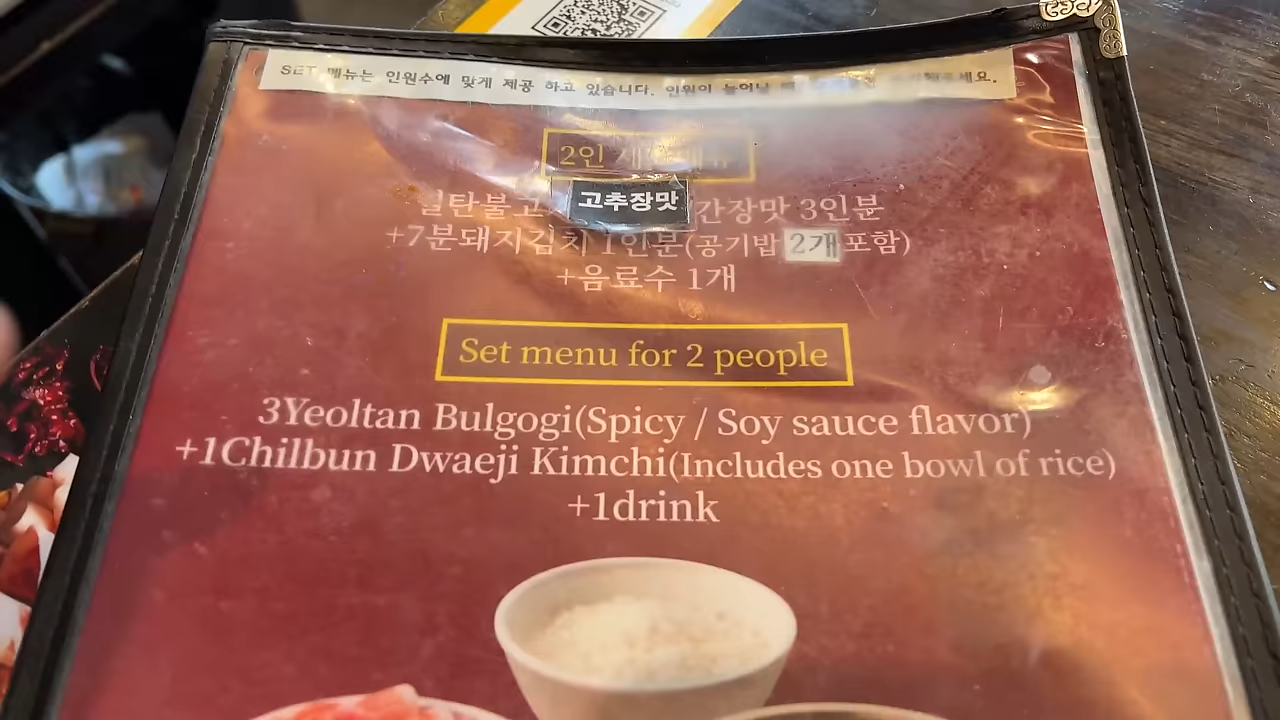 SET 메뉴는 인원수에 맞게 제공 하고 있습니다. 인원이 늘어날
2인
고추장맛 간장맛 3인분
+7분돼지김치 1인분(공기밥 2개 포함)
+음료수 1개
Set menu for 2 people
3Yeoltan Bulgogi(Spicy / Soy sauce flavor)
+1Chilbun Dwaeji Kimchi(Includes one bowl of rice)
+1drink